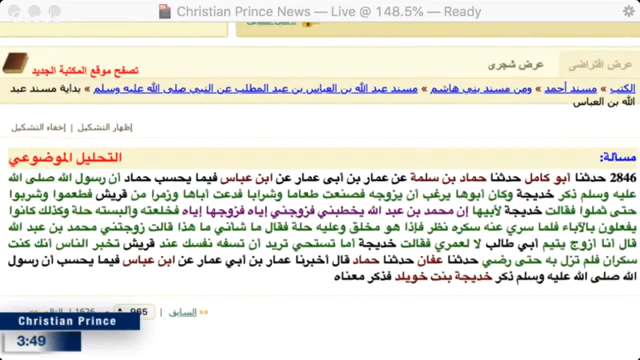 Christian Prince News — Live @ 148.5% — Ready
عرض افتراضى عرض شجرى
تصفح موقع المكتبة الجديد
الكتب » مسند أحمد » ومن مسند بني هاشم » مسند عبد الله بن العباس بن عبد المطلب عن النبي صلى الله عليه وسلم » بداية مسند عبد
الله بن العباس
إظهار التشكيل | إخفاء التشكيل
مسألة: التحليل الموضوعي
2846 حدثنا أبو كامل حدثنا حماد بن سلمة عن عمار بن أبي عمار عن ابن عباس فيما يحسب حماد أن رسول الله صلى الله
عليه وسلم ذكر خديجة وكان أبوها يرغب أن يزوجه فصنعت طعاما وشرابا فدعت أباها وزمرا من قريش فطعموا وشربوا
حتى ثملوا فقالت خديجة لأبيها إن محمد بن عبد الله يخطبني فزوجني إياه فزوجها إياه فخلعته وألبسته حلة وكذلك كانوا
يفعلون بالآباء فلما سري عنه سكره نظر فإذا هو مخلق وعليه حلة فقال ما شأني ما هذا قالت زوجتني محمد بن عبد الله
قال أنا أزوج يتيم أبي طالب لا لعمري فقالت خديجة أما تستحي تريد أن تسفه نفسك عند قريش تخبر الناس أنك كنت
سكران فلم تزل به حتى رضي حدثنا عفان حدثنا حماد قال أخبرنا عمار بن أبي عمار عن ابن عباس فيما يحسب أن رسول
الله صلى الله عليه وسلم ذكر خديجة بنت خويلد فذكر معناه
«« السابق | 965 من 1626 | التالي »»
Christian Prince
3:49